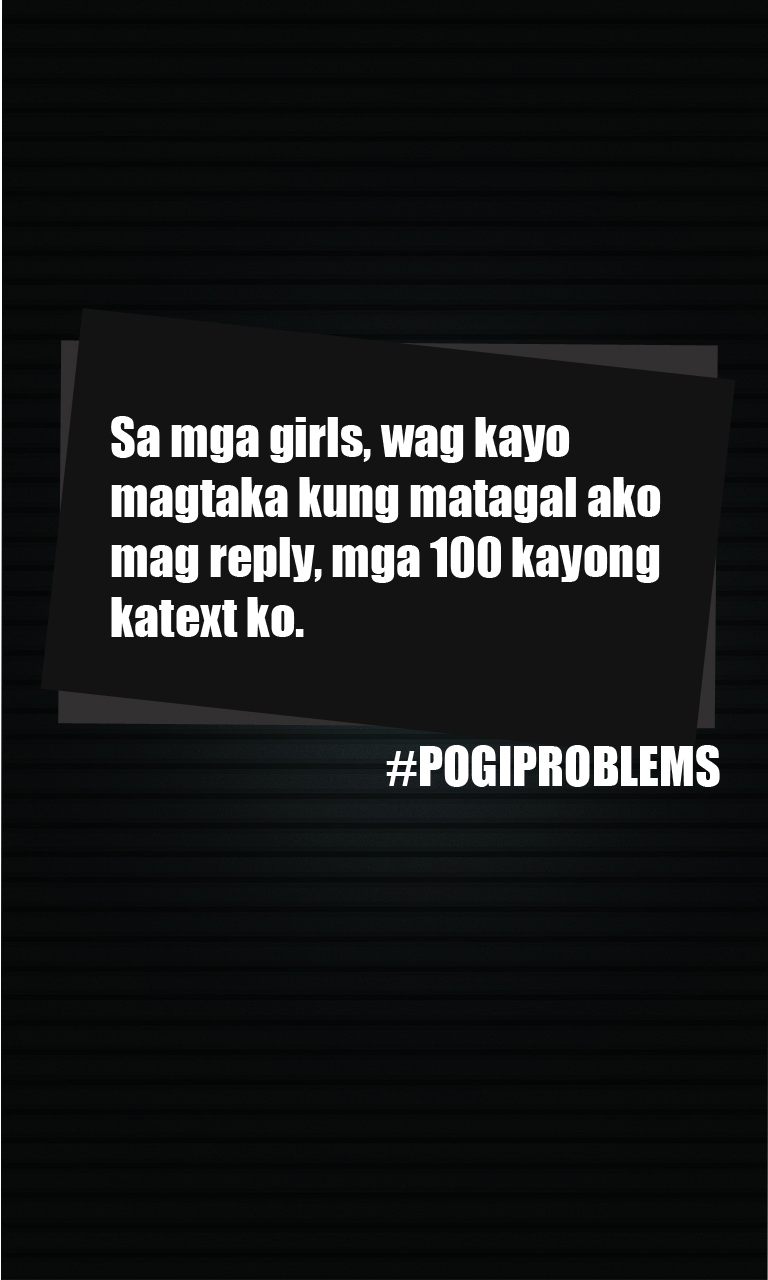 Sa mga girls, wag kayo
magtaka kung matagal ako
mag reply, mga 100 kayong
katext ko.
#POGIPROBLEMS